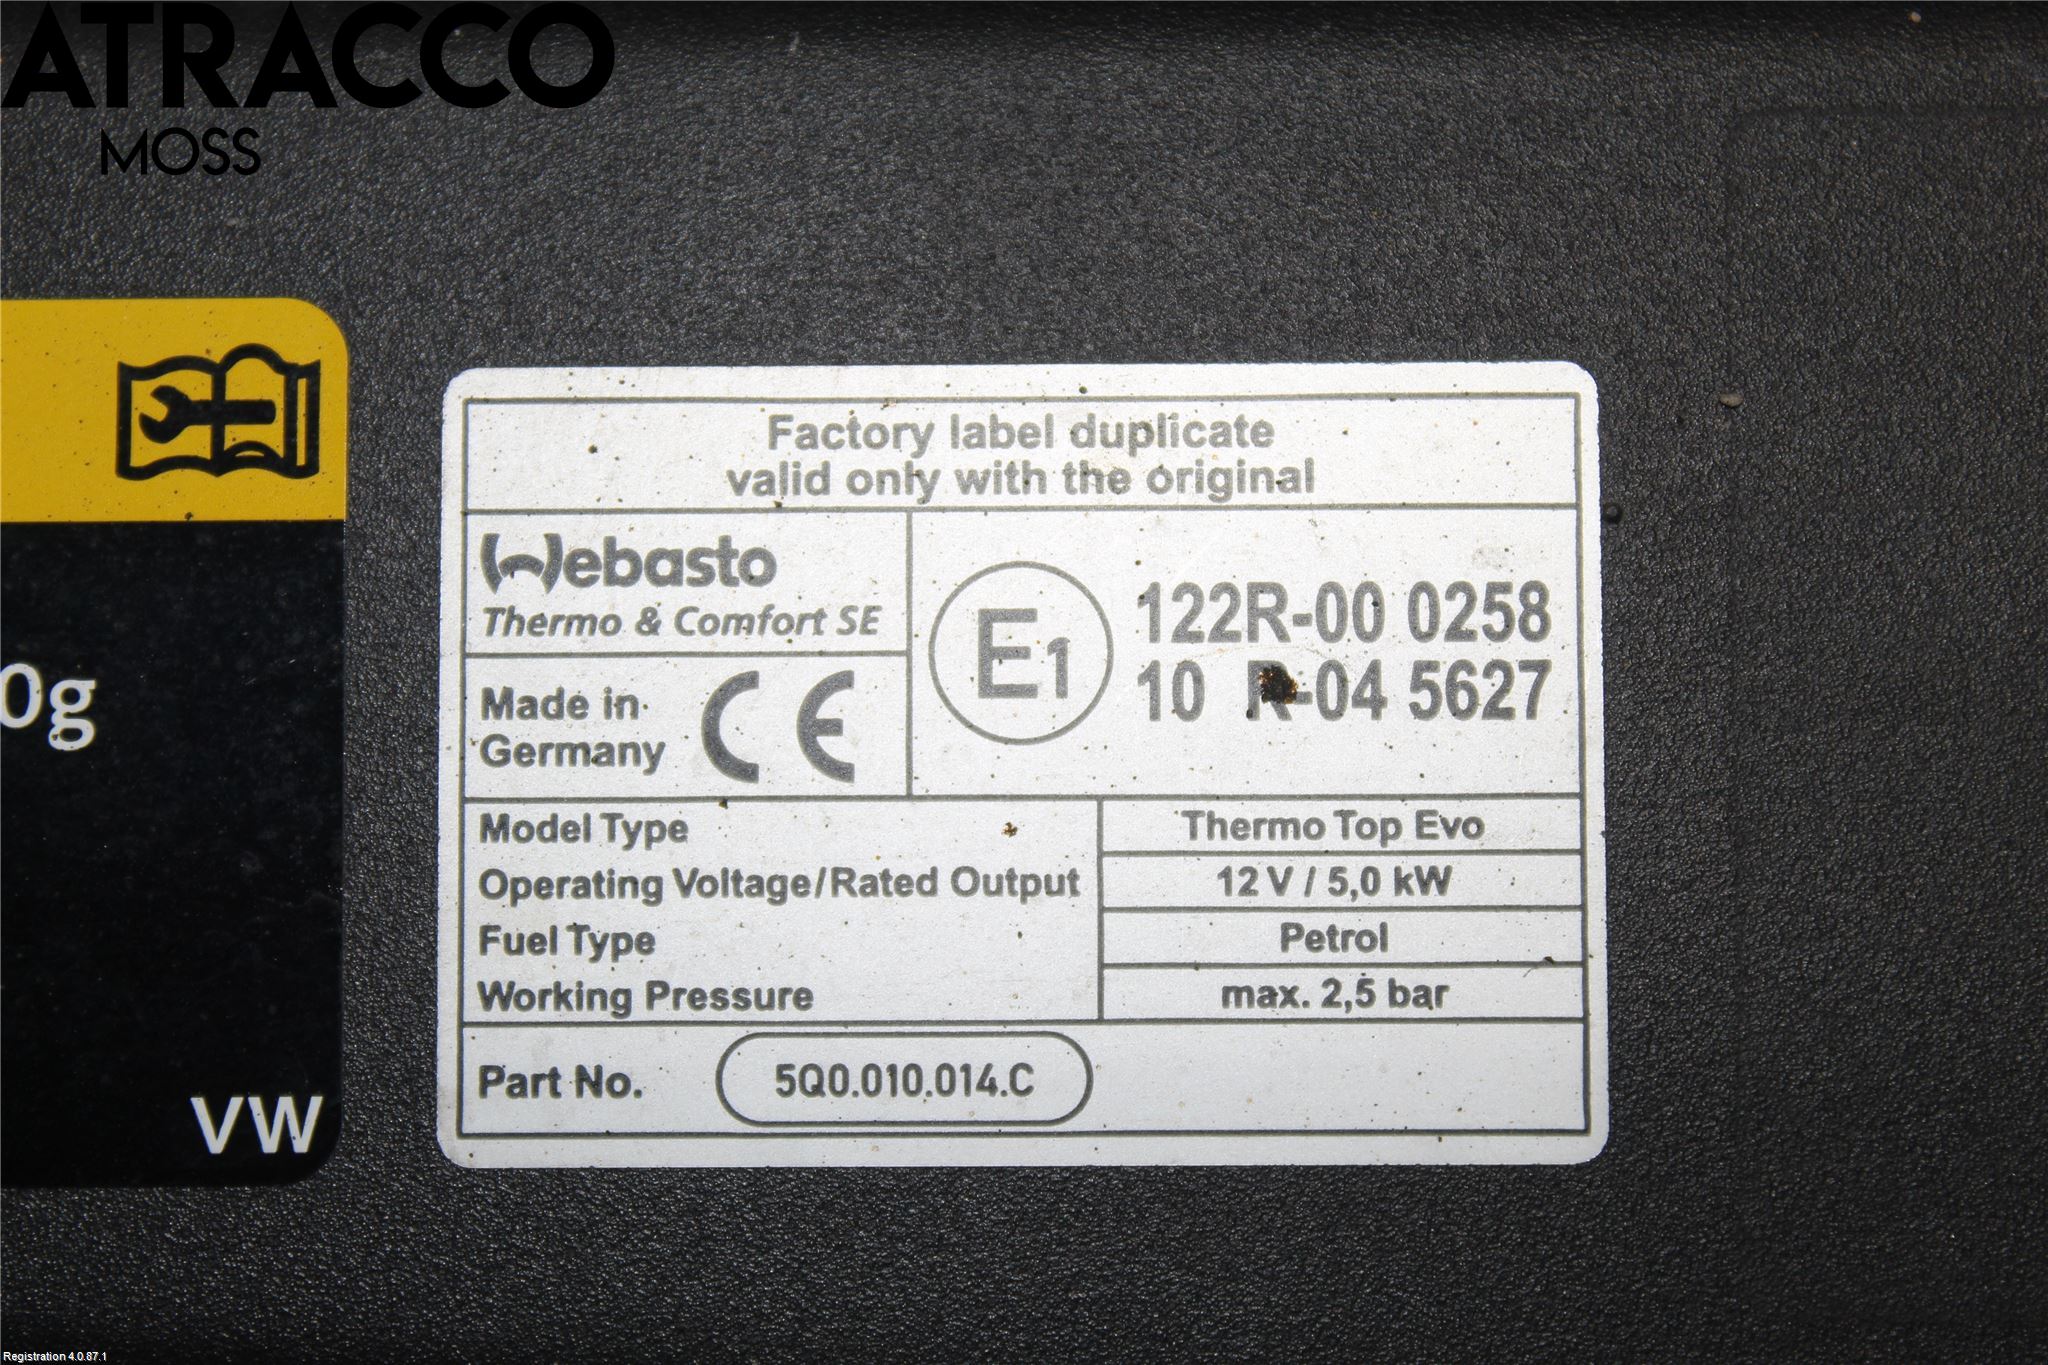 ATRACCO
MOSS
Factory label duplicate
valid only with the original
Webasto
Thermo & Comfort SE
Made in
Germany
CE
E1
122R-00 0258
10 R-04 5627
Model Type
Thermo Top Evo
Operating Voltage/Rated Output
12 V / 5,0 kW
Fuel Type
Petrol
Working Pressure
max. 2,5 bar
Part No.
5Q0.010.014.C
0g
VW
Registration 4.0.87.1